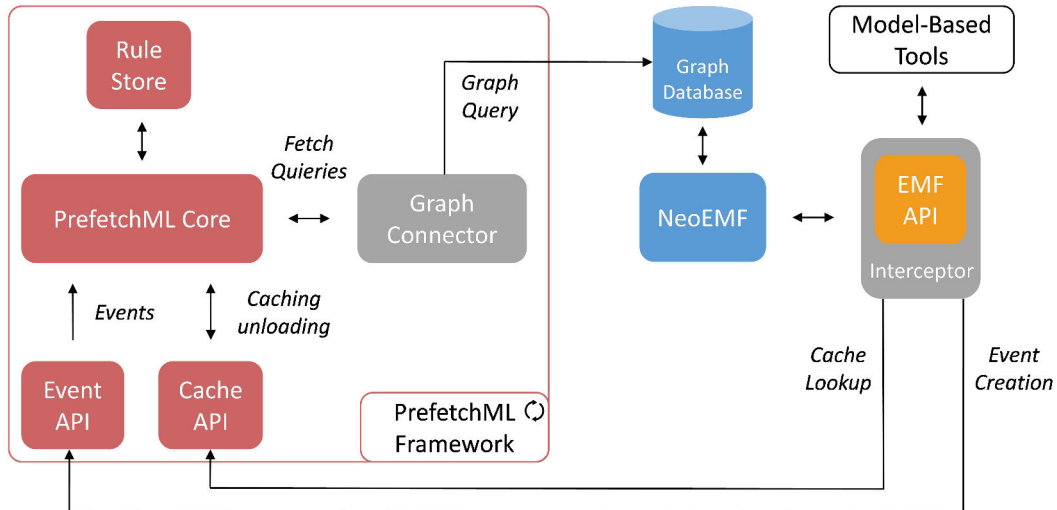 Rule
Store
Graph
Query
Graph
Database
Model-Based
Tools
Fetch
Quieries
PrefetchML Core
Graph
Connector
NeoEMF
EMF
API
Interceptor
Events
Caching
unloading
Event
API
Cache
API
PrefetchML
Framework
Cache
Lookup
Event
Creation